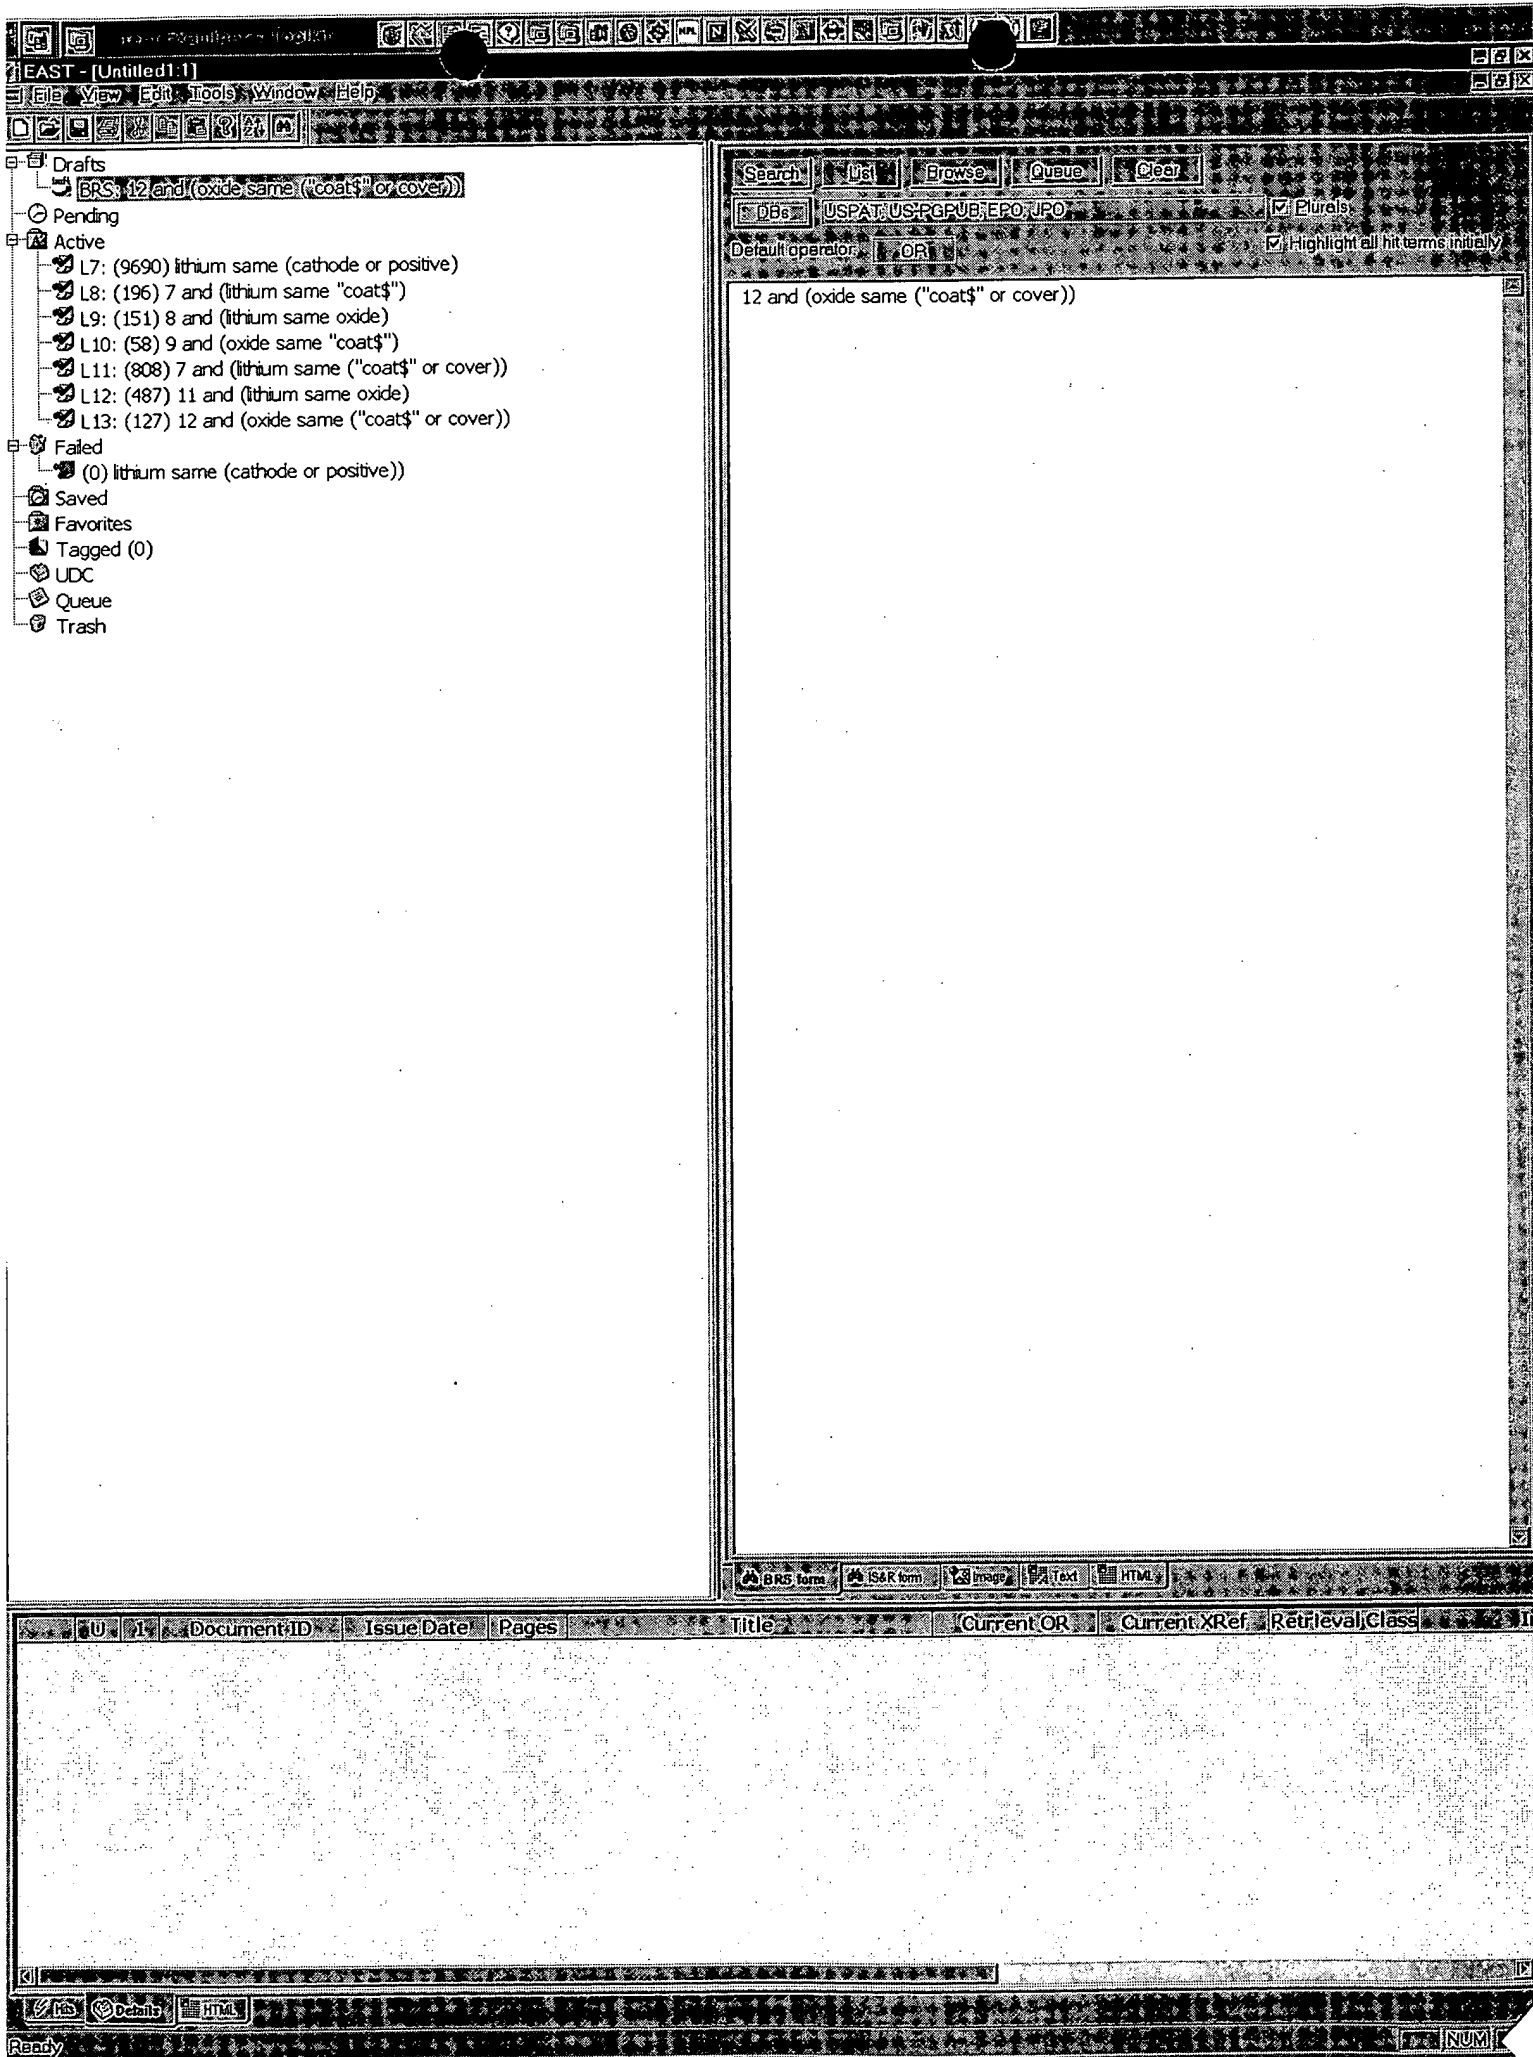 EAST - [Untitled1:1]
File View Edit Tools Window Help
Drafts
BRS: 12 and (oxide same ("coat$" or cover))
Pending
Active
L7: (9690) lithium same (cathode or positive)
L8: (196) 7 and (lithium same "coat$")
L9: (151) 8 and (lithium same oxide)
L10: (58) 9 and (oxide same "coat$")
L11: (808) 7 and (lithium same ("coat$" or cover))
L12: (487) 11 and (lithium same oxide)
L13: (127) 12 and (oxide same ("coat$" or cover))
Failed
(0) lithium same (cathode or positive))
Saved
Favorites
Tagged (0)
UDC
Queue
Trash
Search List Browse Queue Clear
DBs USPAT; US-PGPUB; EPO; JPO Plurals
Default operator: OR Highlight all hit terms initially
12 and (oxide same ("coat$" or cover))
BRS form IS&R form Image Text HTML
U 1 Document ID Issue Date Pages Title Current OR Current XRef Retrieval Class
Hits Details HTML
Ready NUM